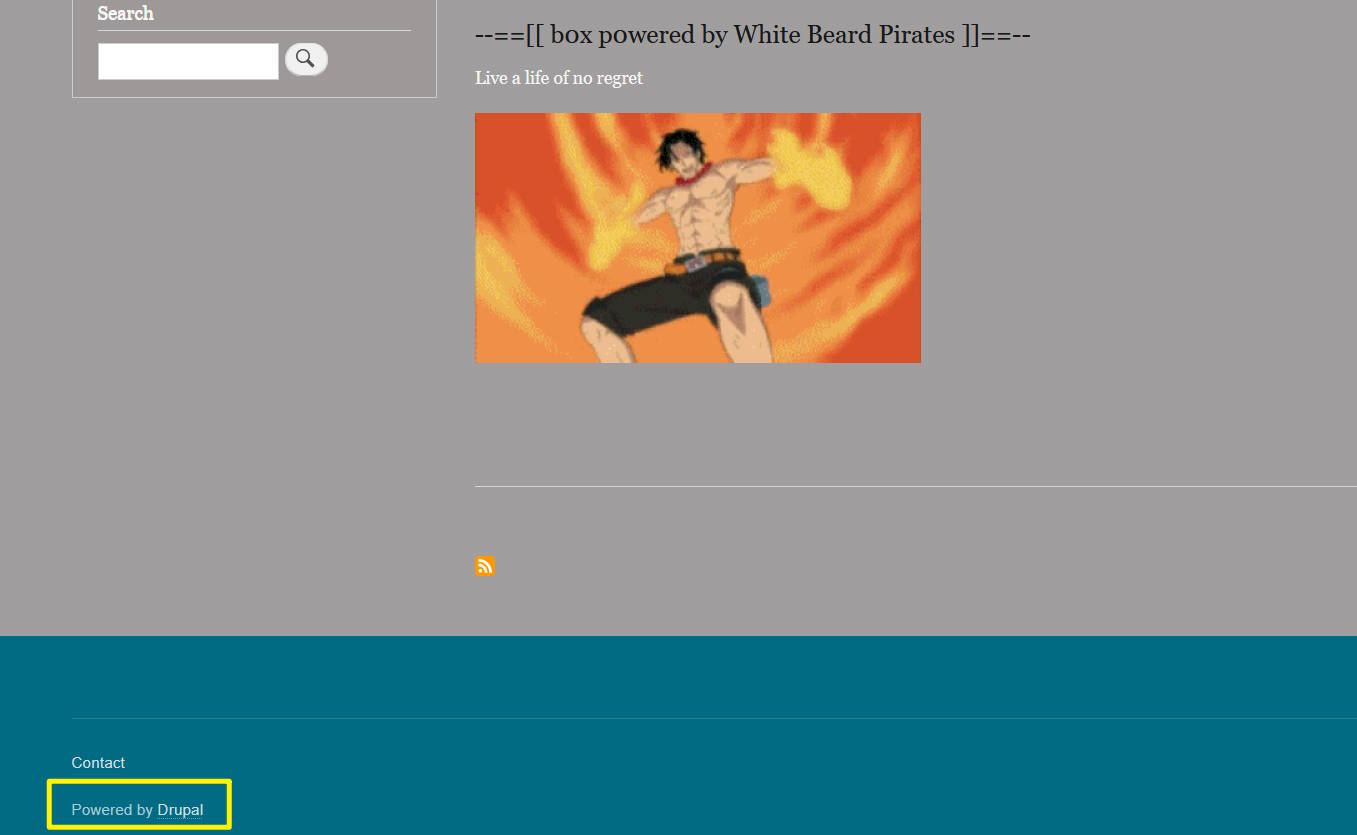 Search
--==[[ box powered by White Beard Pirates ]]==--
Live a life of no regret
Contact
Powered by Drupal